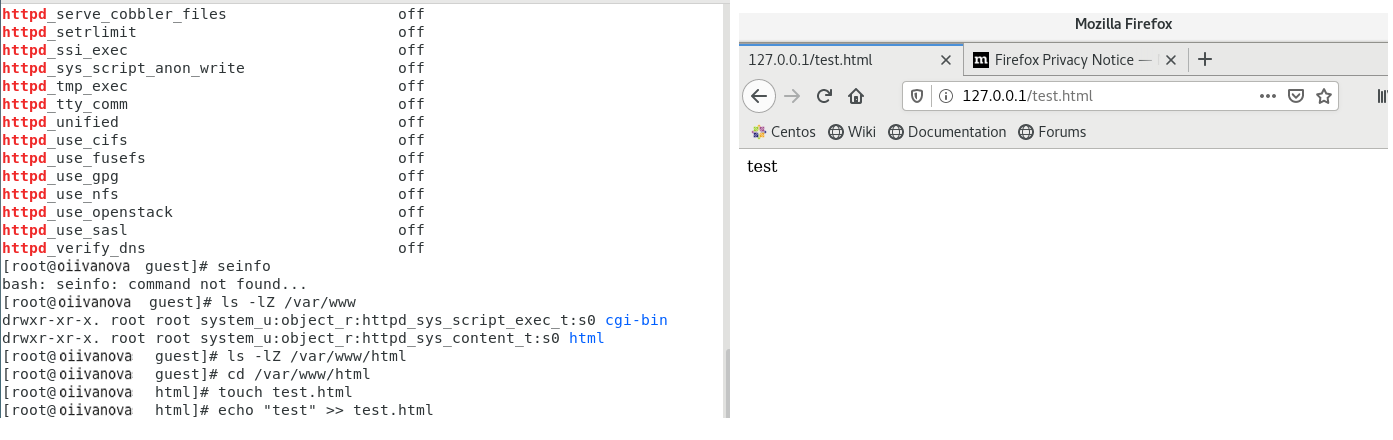 httpd_serve_cobbler_files off
httpd_setrlimit off
httpd_ssi_exec off
httpd_sys_script_anon_write off
httpd_tmp_exec off
httpd_tty_comm off
httpd_unified off
httpd_use_cifs off
httpd_use_fusefs off
httpd_use_gpg off
httpd_use_nfs off
httpd_use_openstack off
httpd_use_sasl off
httpd_verify_dns off
[root@oiivanova guest]# seinfo
bash: seinfo: command not found...
[root@oiivanova guest]# ls -lZ /var/www
drwxr-xr-x. root root system_u:object_r:httpd_sys_script_exec_t:s0 cgi-bin
drwxr-xr-x. root root system_u:object_r:httpd_sys_content_t:s0 html
[root@oiivanova guest]# ls -lZ /var/www/html
[root@oiivanova guest]# cd /var/www/html
[root@oiivanova html]# touch test.html
[root@oiivanova html]# echo "test" >> test.html
Mozilla Firefox
127.0.0.1/test.html
Firefox Privacy Notice —
127.0.0.1/test.html
Centos Wiki Documentation Forums
test